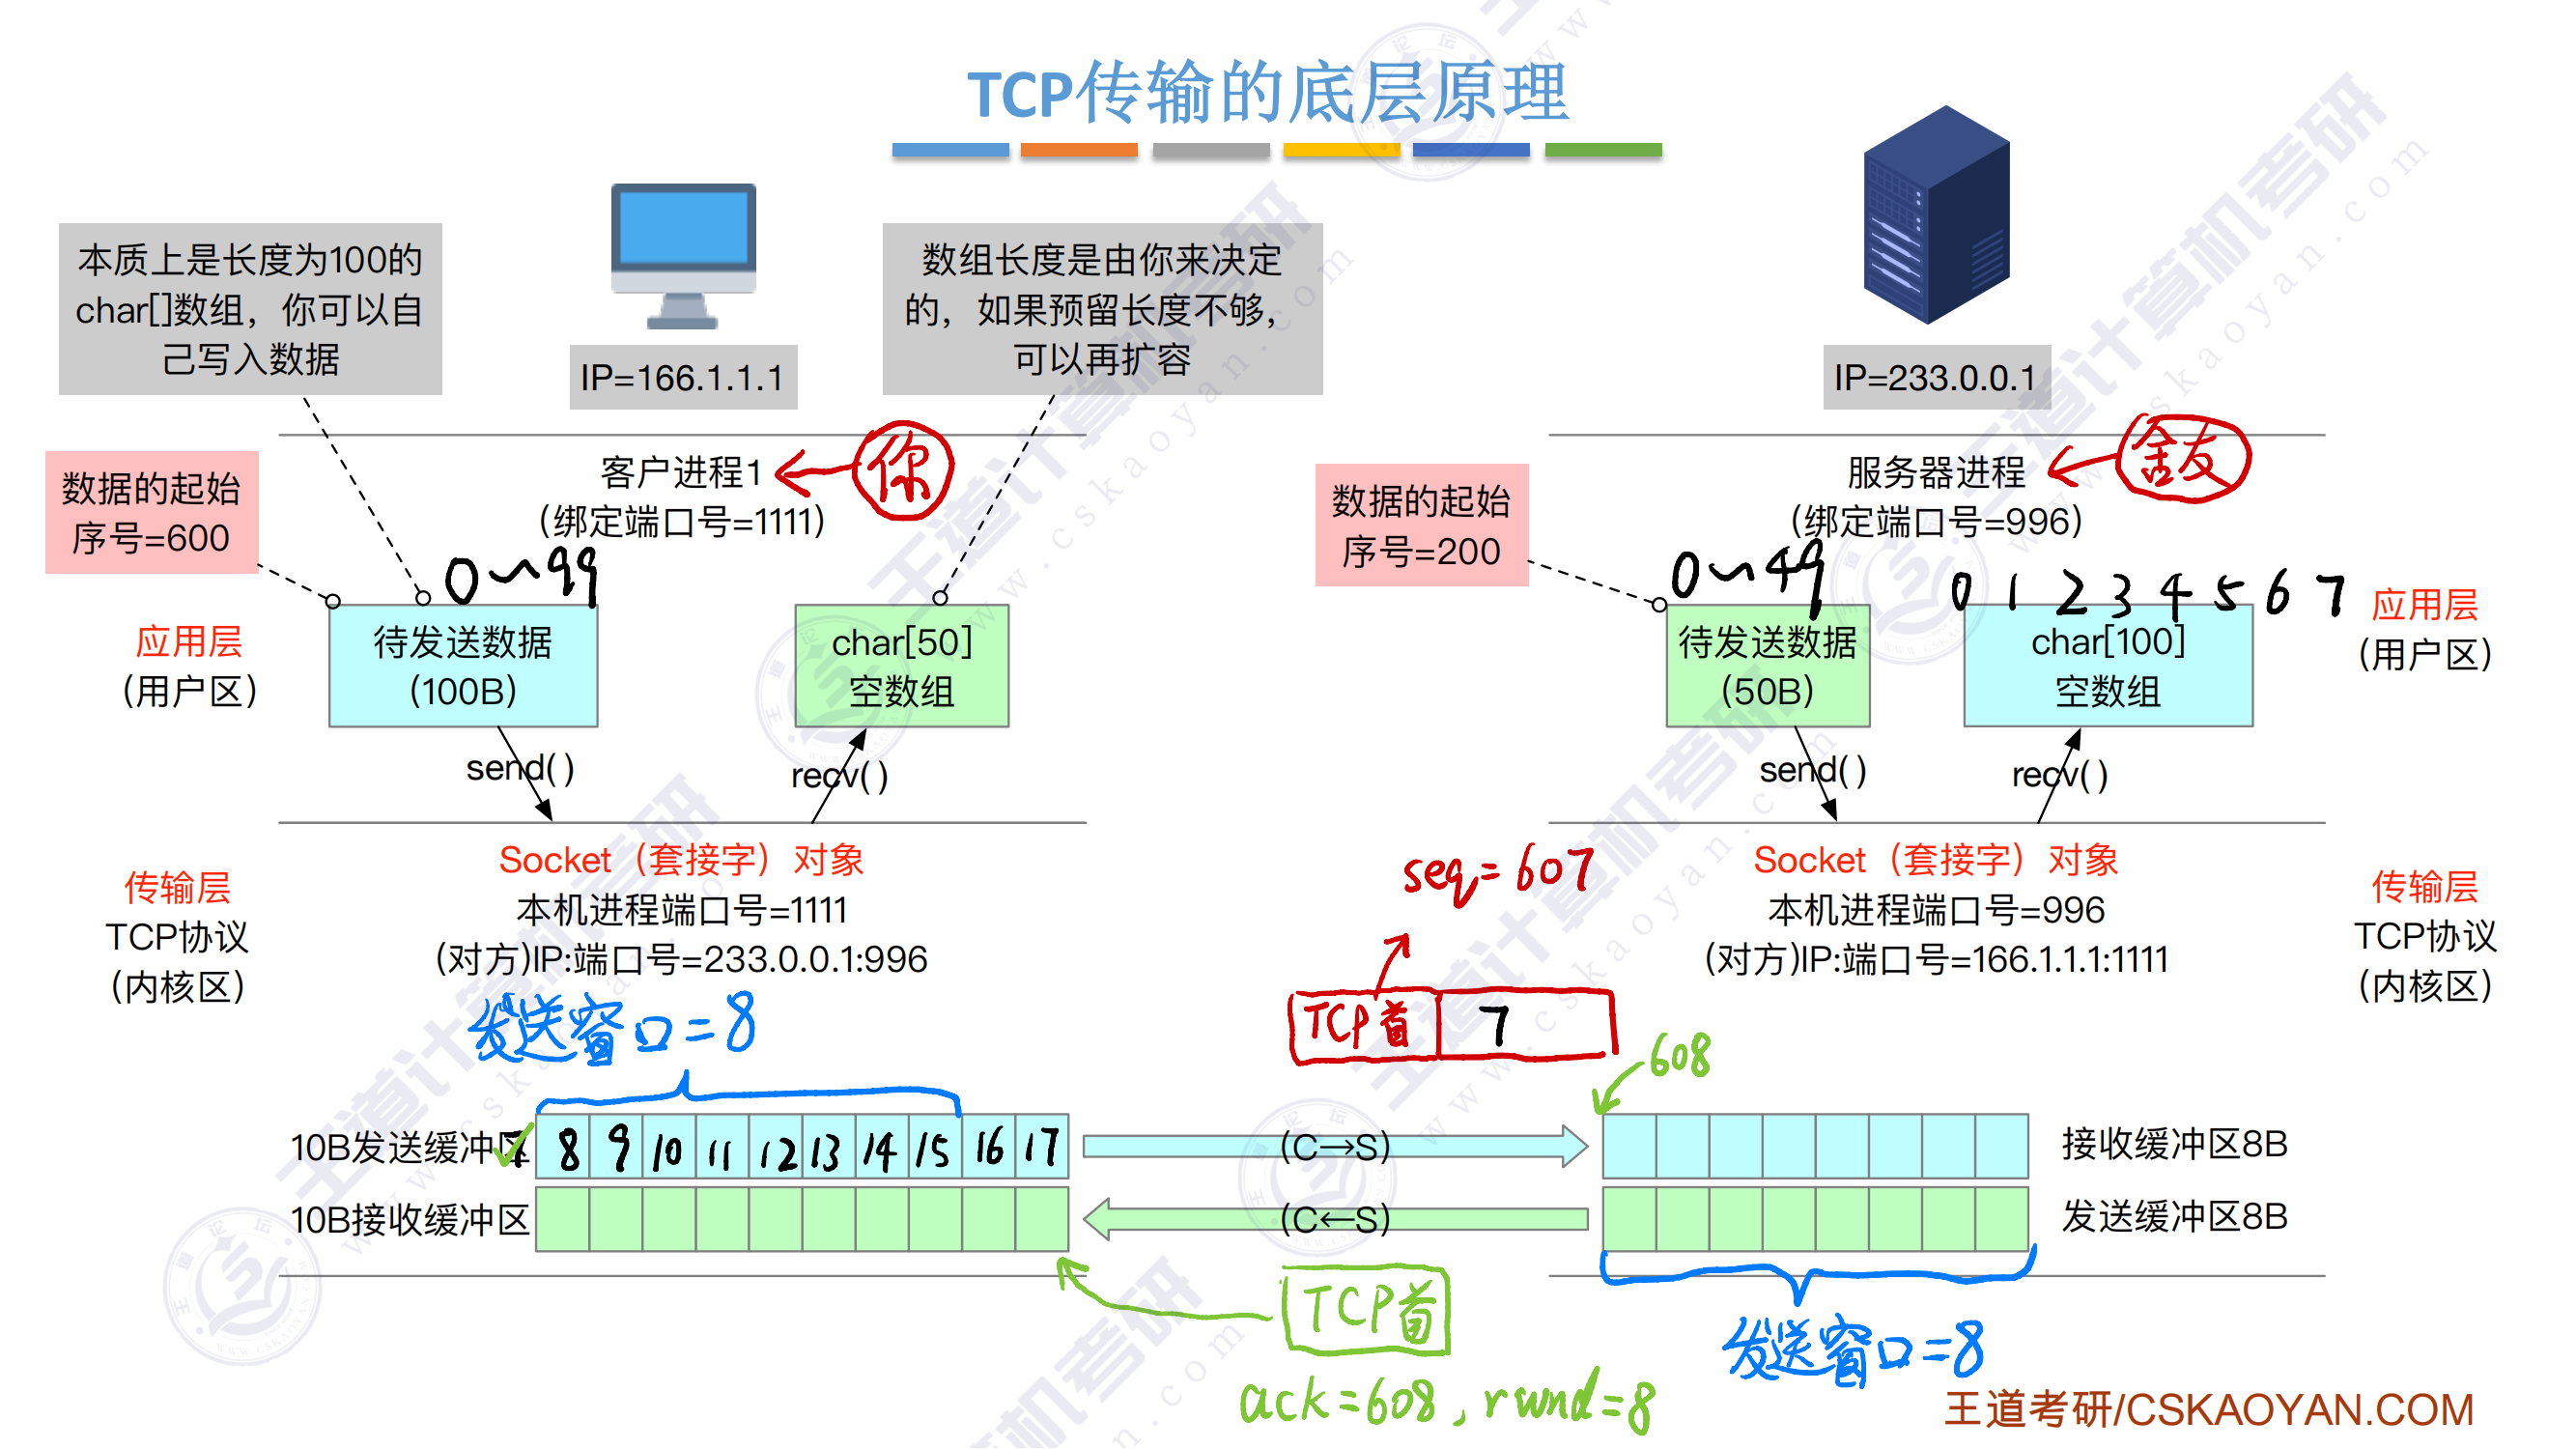 TCP传输的底层原理
本质上是长度为100的
char[]数组，你可以自
己写入数据
IP=166.1.1.1
数组长度是由你来决定
的，如果预留长度不够，
可以再扩容
IP=233.0.0.1
数据的起始
序号=600
客户进程1
(绑定端口号=1111)
你
数据的起始
序号=200
服务器进程
(绑定端口号=996)
0~99
0~49
0 1 2 3 4 5 6 7
应用层
(用户区)
待发送数据
(100B)
char[50]
空数组
待发送数据
(50B)
char[100]
空数组
应用层
(用户区)
send()
recv()
send()
recv()
传输层
TCP协议
(内核区)
Socket（套接字）对象
本机进程端口号=1111
(对方)IP:端口号=233.0.0.1:996
seq=607
TCP首
7
Socket（套接字）对象
本机进程端口号=996
(对方)IP:端口号=166.1.1.1:1111
传输层
TCP协议
(内核区)
发送窗口=8
608
10B发送缓冲区
7 8 9 10 11 12 13 14 15 16 17
(C→S)
接收缓冲区8B
10B接收缓冲区
(C←S)
发送缓冲区8B
TCP首
ack=608, rwnd=8
发送窗口=8
王道考研/CSKAOYAN.COM
王道计算机考研
www.cskaoyan.com